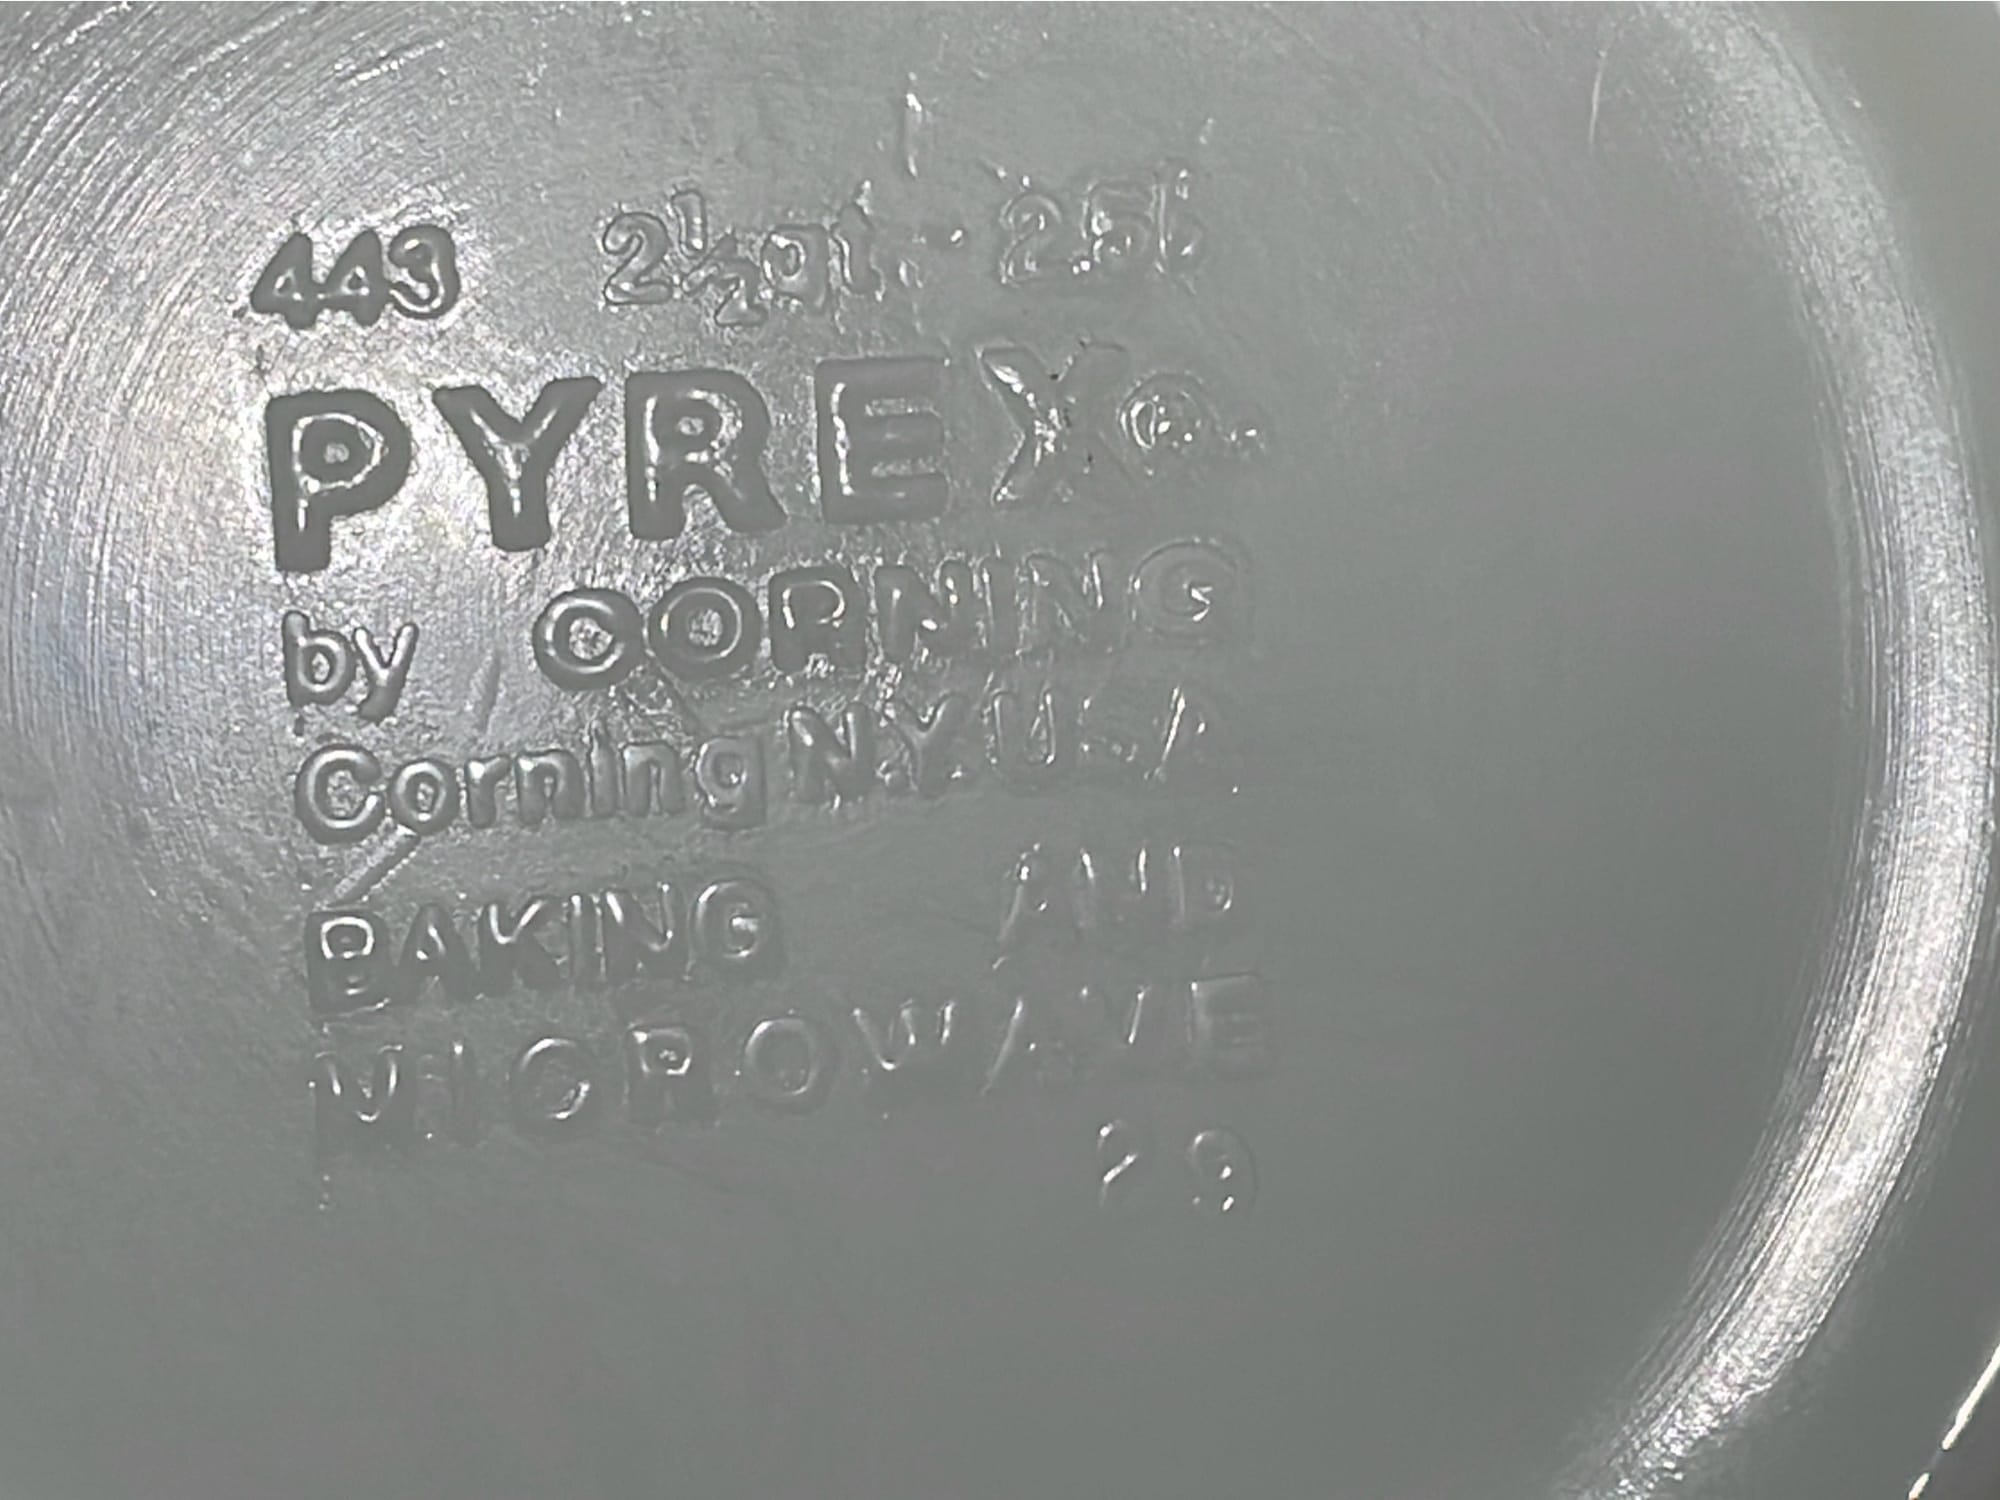 443 2½qt. - 2.5l
PYREX®
by CORNING
Corning N.Y. U.S.A.
BAKING AND
MICROWAVE
29